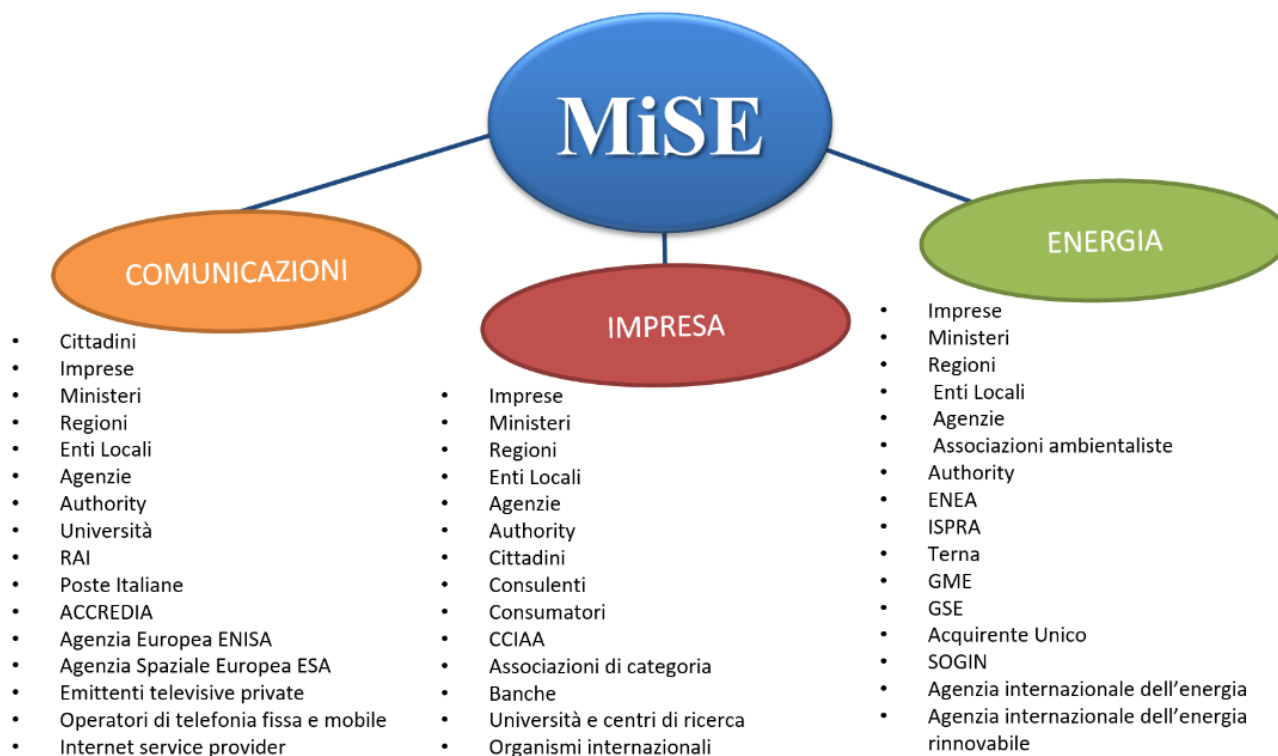 MiSE
COMUNICAZIONI
• Cittadini
• Imprese
• Ministeri
• Regioni
• Enti Locali
• Agenzie
• Authority
• Università
• RAI
• Poste Italiane
• ACCREDIA
• Agenzia Europea ENISA
• Agenzia Spaziale Europea ESA
• Emittenti televisive private
• Operatori di telefonia fissa e mobile
• Internet service provider
IMPRESA
• Imprese
• Ministeri
• Regioni
• Enti Locali
• Agenzie
• Authority
• Cittadini
• Consulenti
• Consumatori
• CCIAA
• Associazioni di categoria
• Banche
• Università e centri di ricerca
• Organismi internazionali
ENERGIA
• Imprese
• Ministeri
• Regioni
• Enti Locali
• Agenzie
• Associazioni ambientaliste
• Authority
• ENEA
• ISPRA
• Terna
• GME
• GSE
• Acquirente Unico
• SOGIN
• Agenzia internazionale dell’energia
• Agenzia internazionale dell’energia
rinnovabile